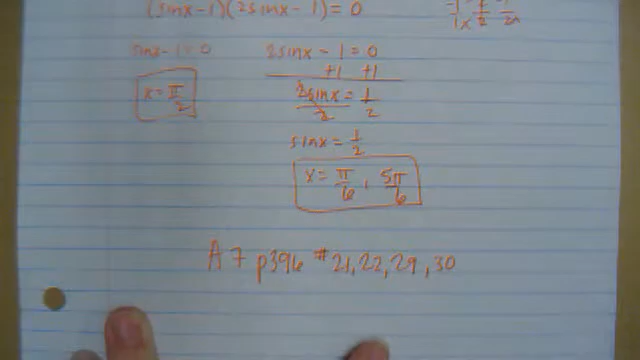 (sinx-1)(2sinx-1)=0
sinx-1=0
x=π/2
2sinx-1=0
+1 +1
2sinx=1
2 2
sinx=1/2
x=π/6, 5π/6
A7 p396 #21,22,29,30